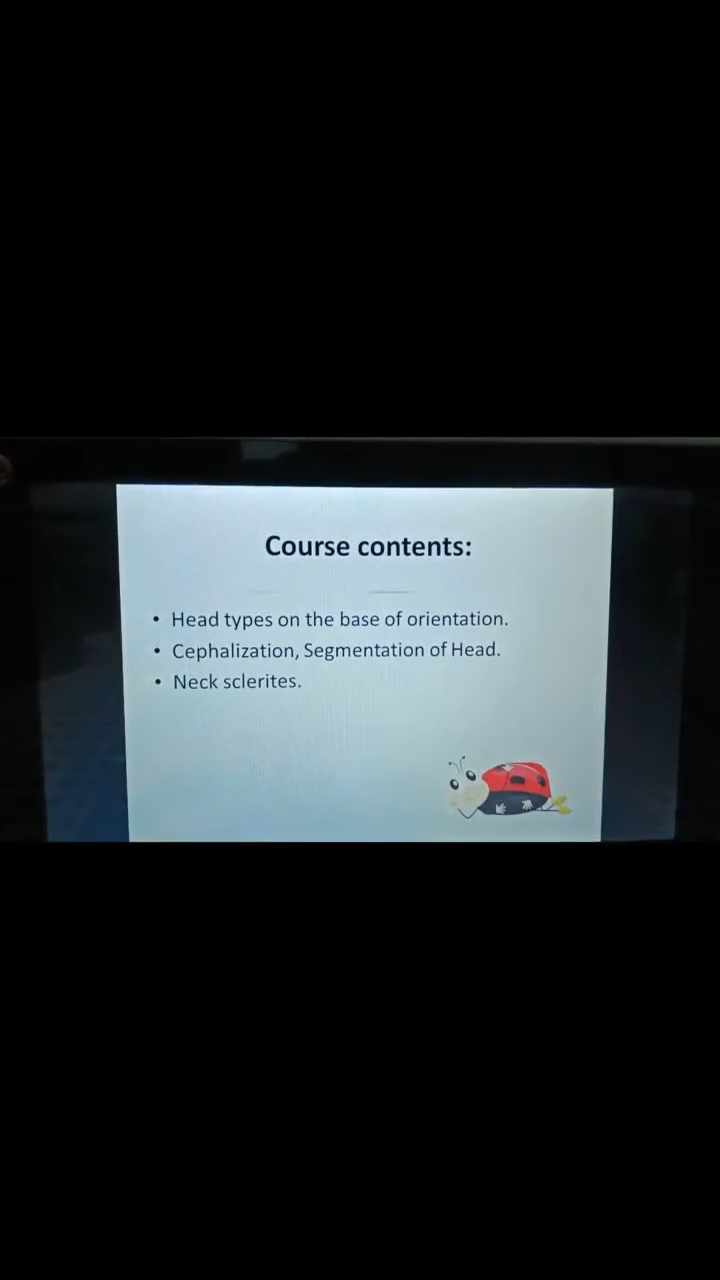 Course contents:
• Head types on the base of orientation.
• Cephalization, Segmentation of Head.
• Neck sclerites.